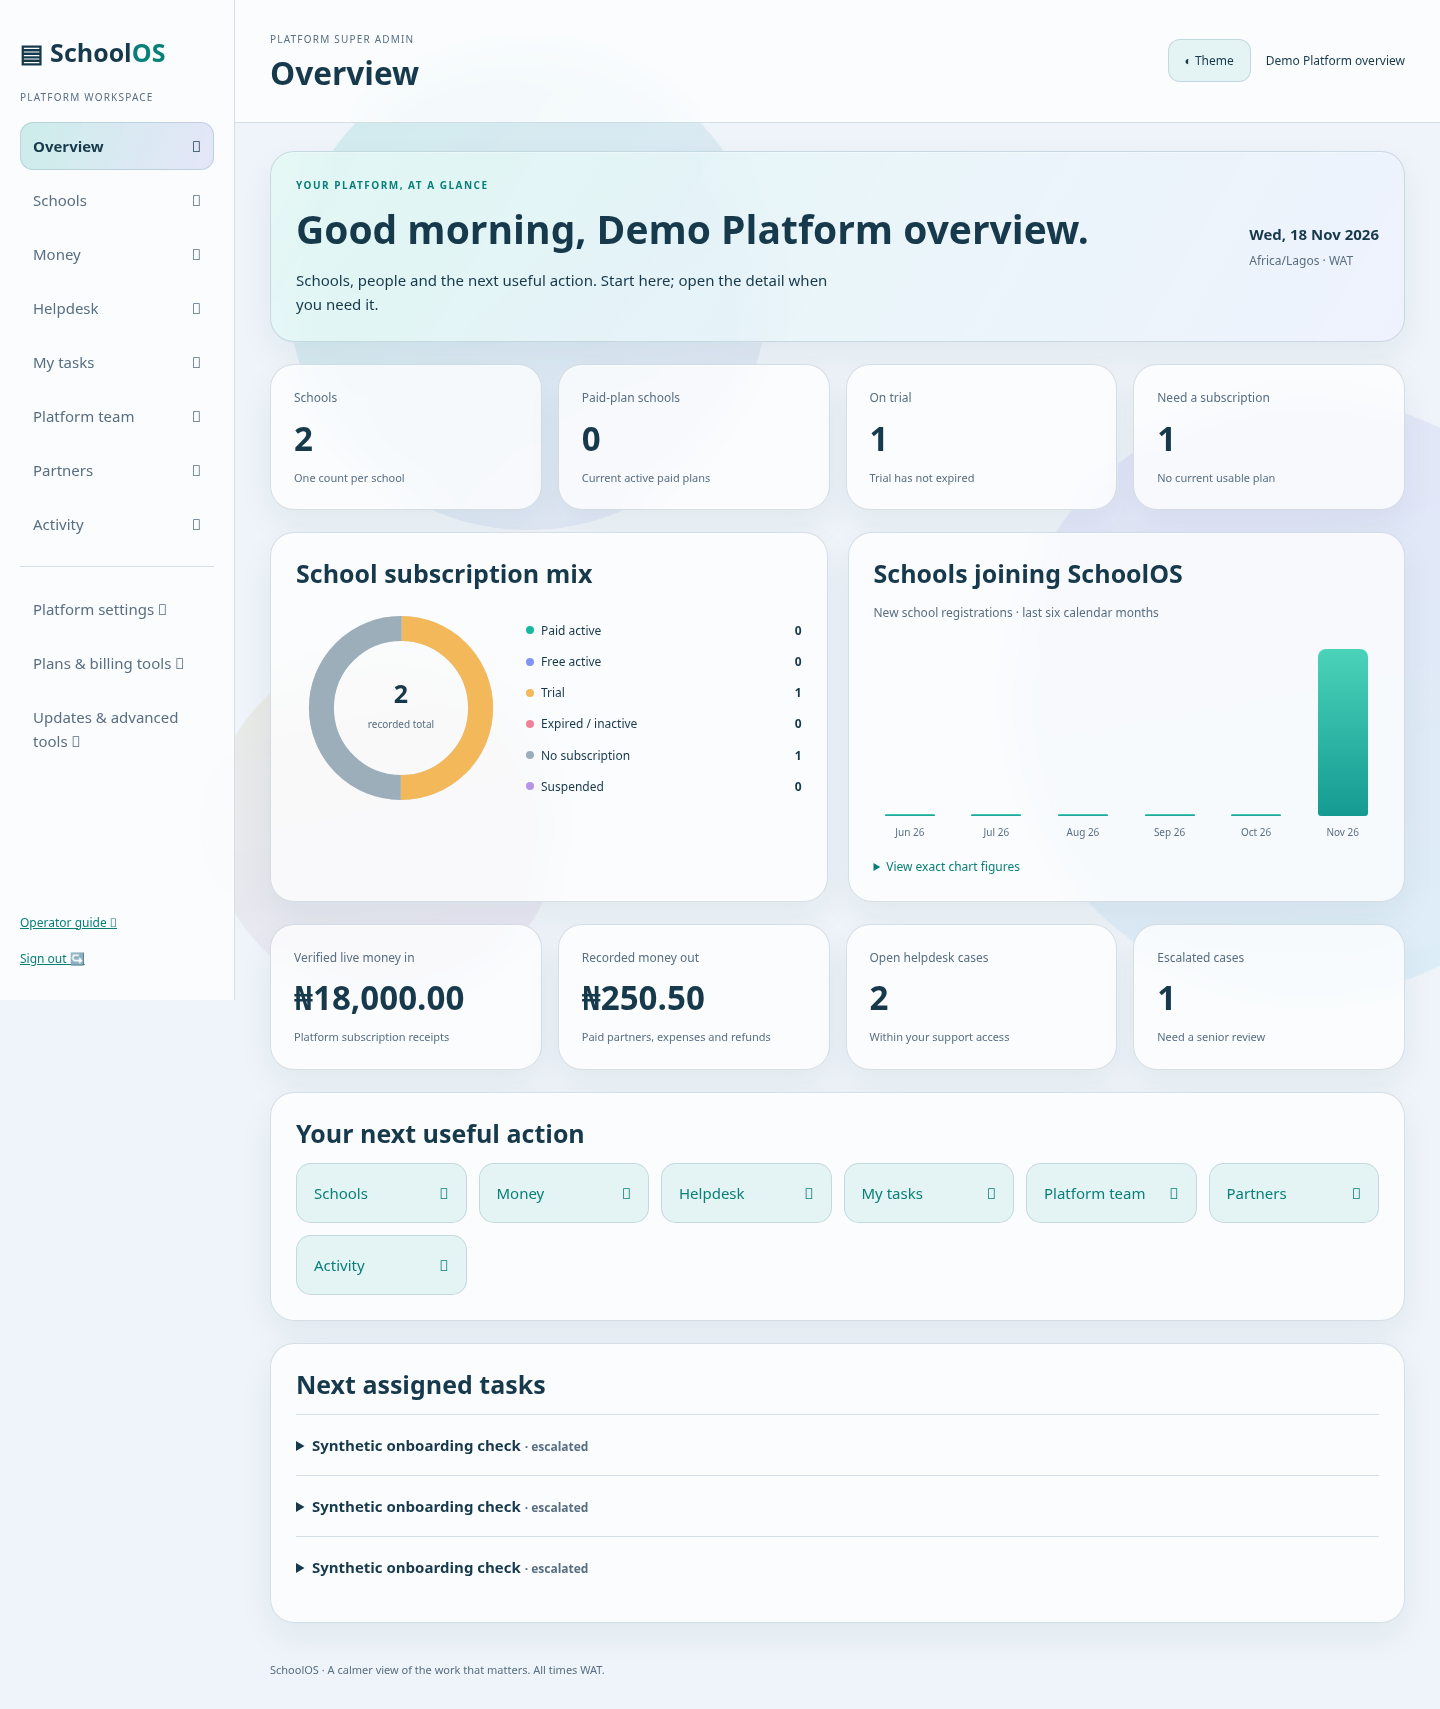 SchoolOS
PLATFORM WORKSPACE
Overview
Schools
Money
Helpdesk
My tasks
Platform team
Partners
Activity
Platform settings
Plans & billing tools
Updates & advanced
tools
Operator guide
Sign out
PLATFORM SUPER ADMIN
Overview
Theme
Demo Platform overview
YOUR PLATFORM, AT A GLANCE
Good morning, Demo Platform overview.
Schools, people and the next useful action. Start here; open the detail when
you need it.
Wed, 18 Nov 2026
Africa/Lagos · WAT
Schools
2
One count per school
Paid-plan schools
0
Current active paid plans
On trial
1
Trial has not expired
Need a subscription
1
No current usable plan
School subscription mix
2
recorded total
Paid active 0
Free active 0
Trial 1
Expired / inactive 0
No subscription 1
Suspended 0
Schools joining SchoolOS
New school registrations · last six calendar months
Jun 26 Jul 26 Aug 26 Sep 26 Oct 26 Nov 26
View exact chart figures
Verified live money in
₦18,000.00
Platform subscription receipts
Recorded money out
₦250.50
Paid partners, expenses and refunds
Open helpdesk cases
2
Within your support access
Escalated cases
1
Need a senior review
Your next useful action
Schools
Money
Helpdesk
My tasks
Platform team
Partners
Activity
Next assigned tasks
Synthetic onboarding check · escalated
Synthetic onboarding check · escalated
Synthetic onboarding check · escalated
SchoolOS · A calmer view of the work that matters. All times WAT.